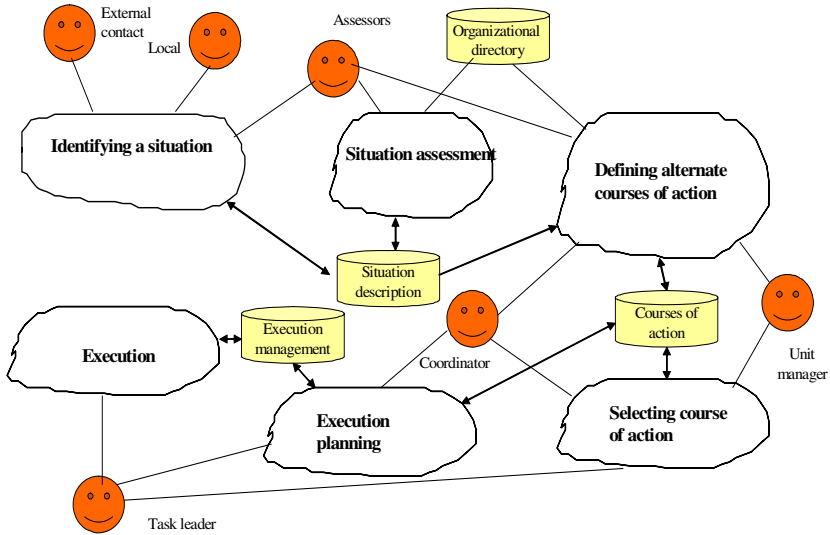 External
contact
Local
Assessors
Organizational
directory
Identifying a situation
Situation assessment
Defining alternate
courses of action
Situation
description
Execution
management
Courses of
action
Execution
Coordinator
Unit
manager
Execution
planning
Selecting course
of action
Task leader